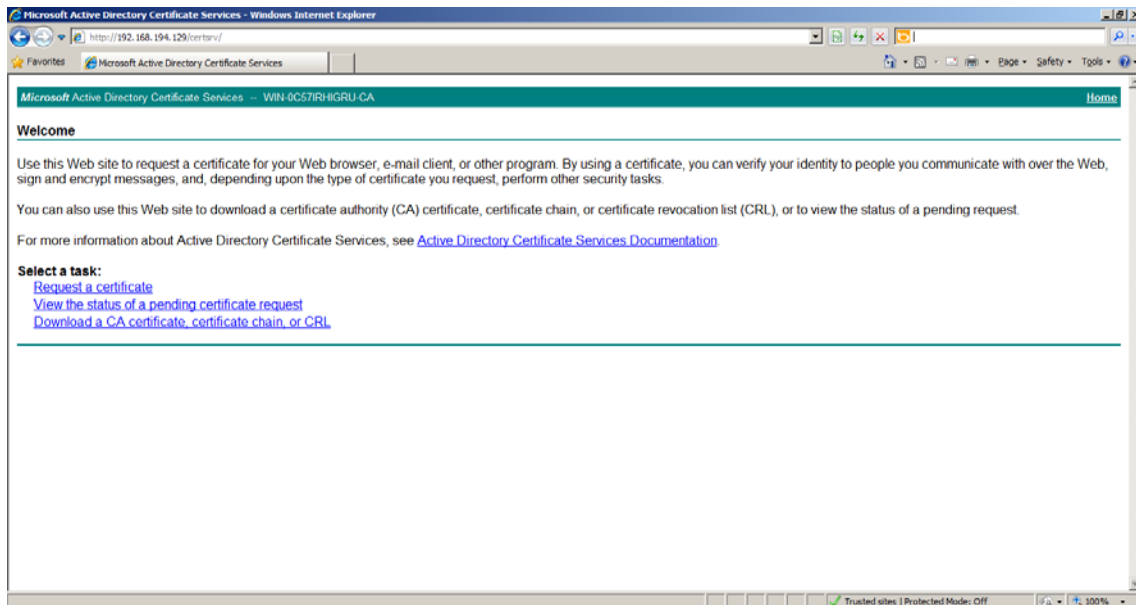 Microsoft Active Directory Certificate Services - Windows Internet Explorer
http://192.168.194.129/certsrv/
Favorites Microsoft Active Directory Certificate Services Page Safety Tools
Microsoft Active Directory Certificate Services -- WIN-0C57IRHIGRU-CA Home
Welcome
Use this Web site to request a certificate for your Web browser, e-mail client, or other program. By using a certificate, you can verify your identity to people you communicate with over the Web,
sign and encrypt messages, and, depending upon the type of certificate you request, perform other security tasks.
You can also use this Web site to download a certificate authority (CA) certificate, certificate chain, or certificate revocation list (CRL), or to view the status of a pending request.
For more information about Active Directory Certificate Services, see Active Directory Certificate Services Documentation.
Select a task:
Request a certificate
View the status of a pending certificate request
Download a CA certificate, certificate chain, or CRL
Trusted sites | Protected Mode: Off 100%